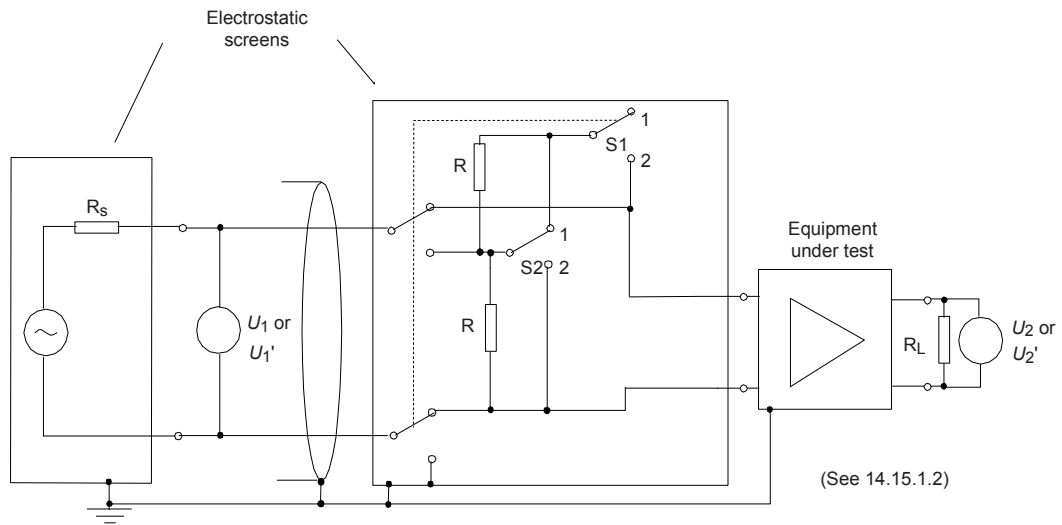 Electrostatic
screens
1
S1
R
2
Rs
1
Equipment
under test
S2
2
U1 or
U1'
R
RL
U2 or
U2'
(See 14.15.1.2)